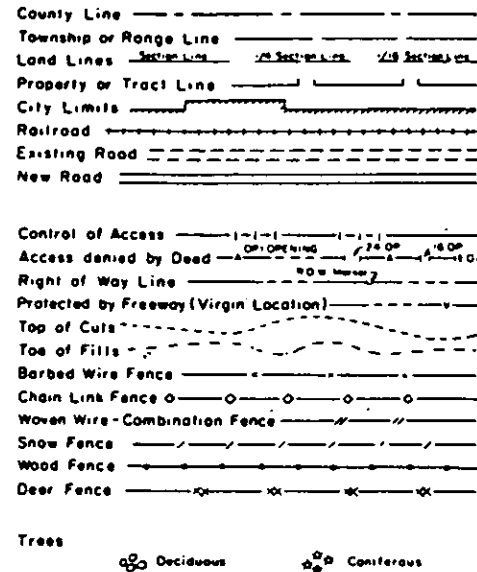 County Line
Township or Range Line
Land Lines Section Line 1/4 Section Line 1/16 Section Line
Property or Tract Line
City Limits
Railroad
Existing Road
New Road
Control of Access
Access denied by Deed OPENING 24 OP 16 OP
R.O.W. Marker
Right of Way Line
Protected by Freeway (Virgin Location)
Top of Cuts
Toe of Fills
Barbed Wire Fence
Chain Link Fence
Woven Wire - Combination Fence
Snow Fence
Wood Fence
Deer Fence
Trees
Deciduous Coniferous